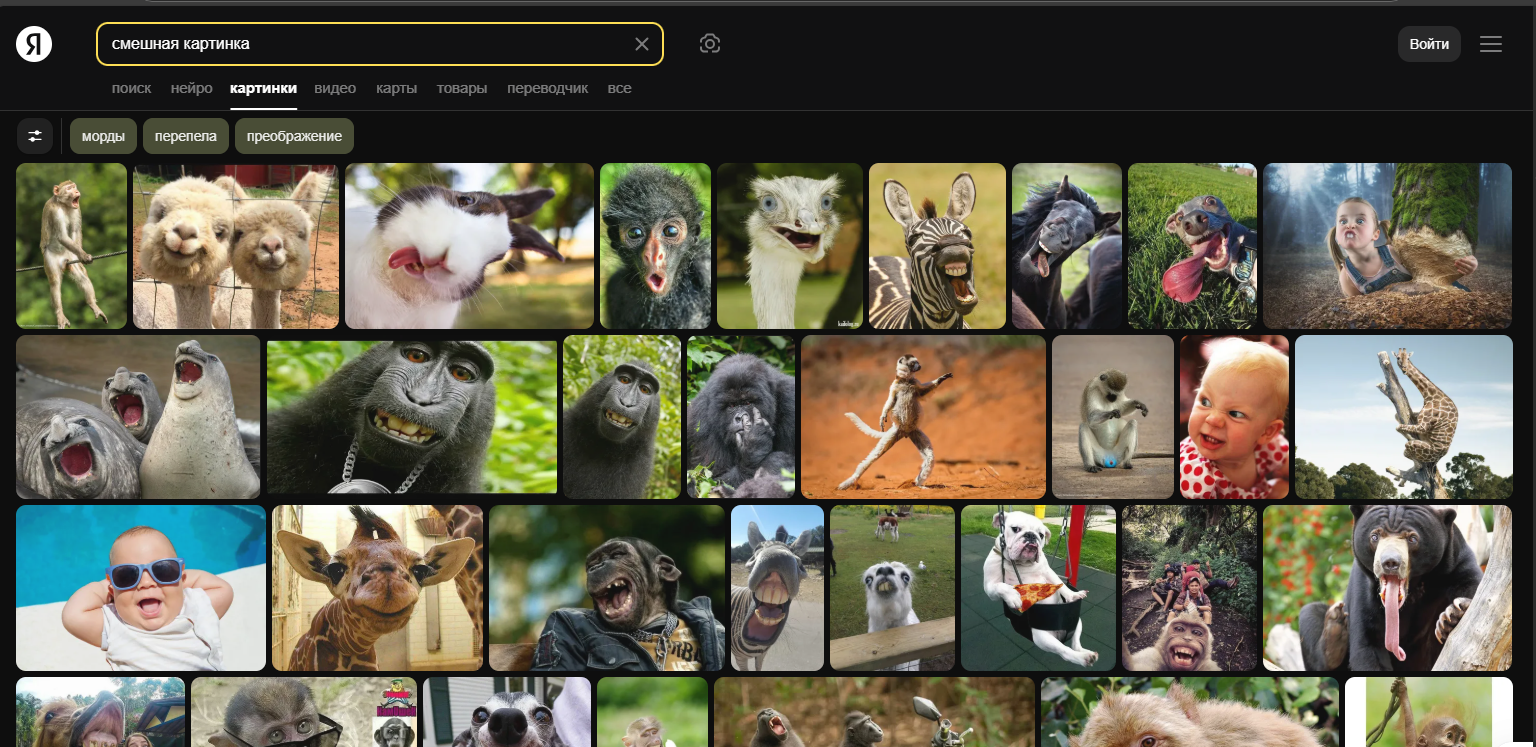 Я
смешная картинка
Войти
поиск нейро картинки видео карты товары переводчик все
морды перепела преображение